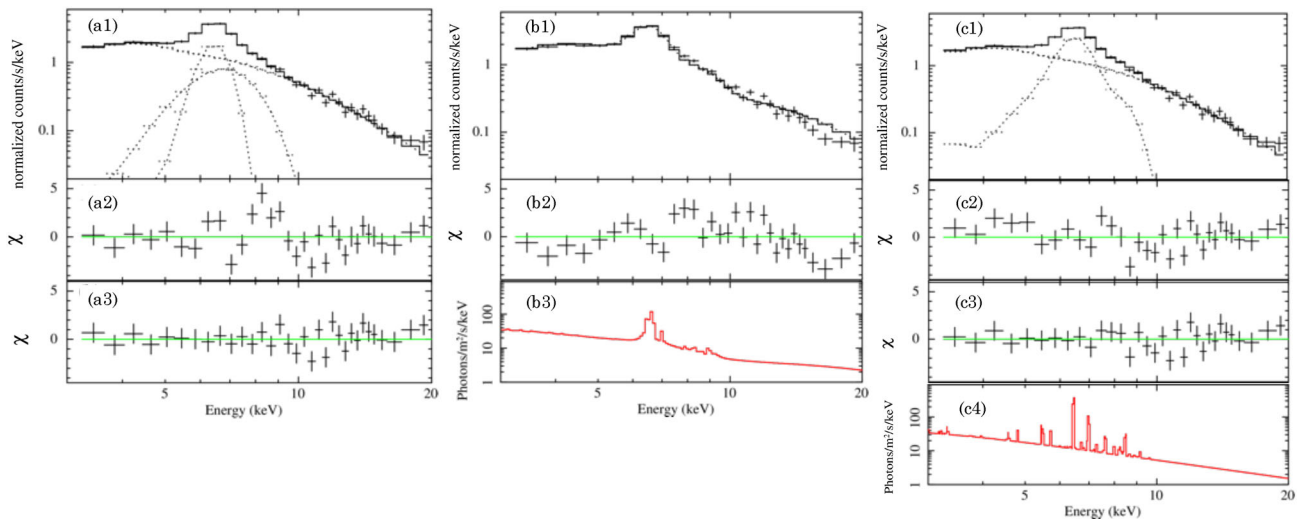 (a1)
normalized counts/s/keV
1
0.1
(a2)
χ
5
0
(a3)
χ
5
0
5
10
20
Energy (keV)
(b1)
normalized counts/s/keV
1
0.1
(b2)
χ
5
0
(b3)
Photons/m²/s/keV
100
10
1
5
10
20
Energy (keV)
(c1)
normalized counts/s/keV
1
0.1
(c2)
χ
5
0
(c3)
χ
5
0
(c4)
Photons/m²/s/keV
100
10
1
5
10
20
Energy (keV)